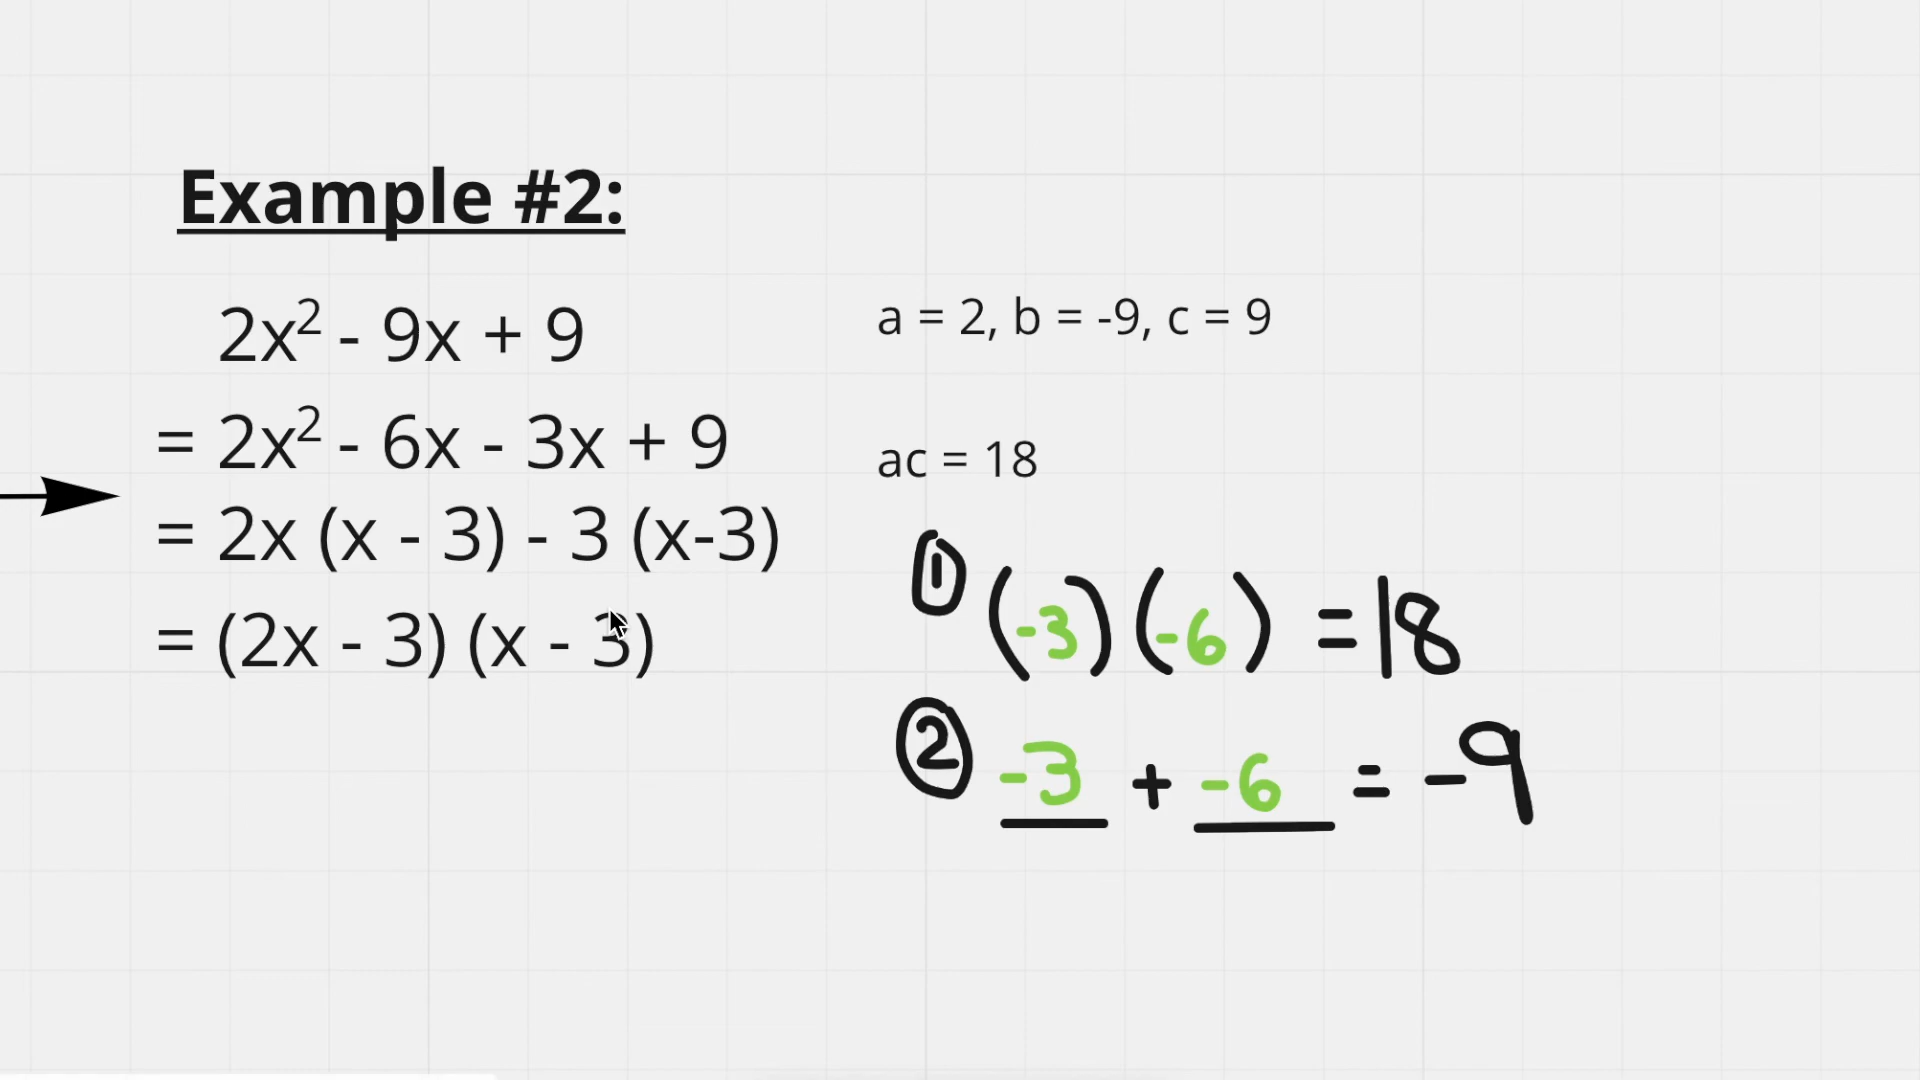 Example #2:
2x² - 9x + 9
= 2x² - 6x - 3x + 9
= 2x (x - 3) - 3 (x-3)
= (2x - 3) (x - 3)
a = 2, b = -9, c = 9
ac = 18
① (-3) (-6) = 18
② -3 + -6 = -9